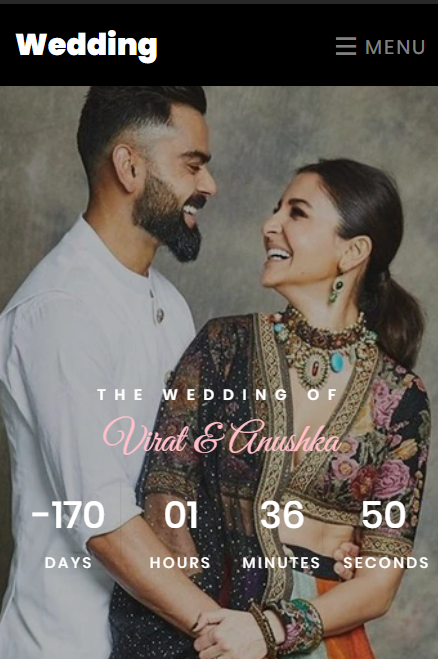 Wedding
MENU
THE WEDDING OF
Virat & Anushka
-170 01 36 50
DAYS HOURS MINUTES SECONDS